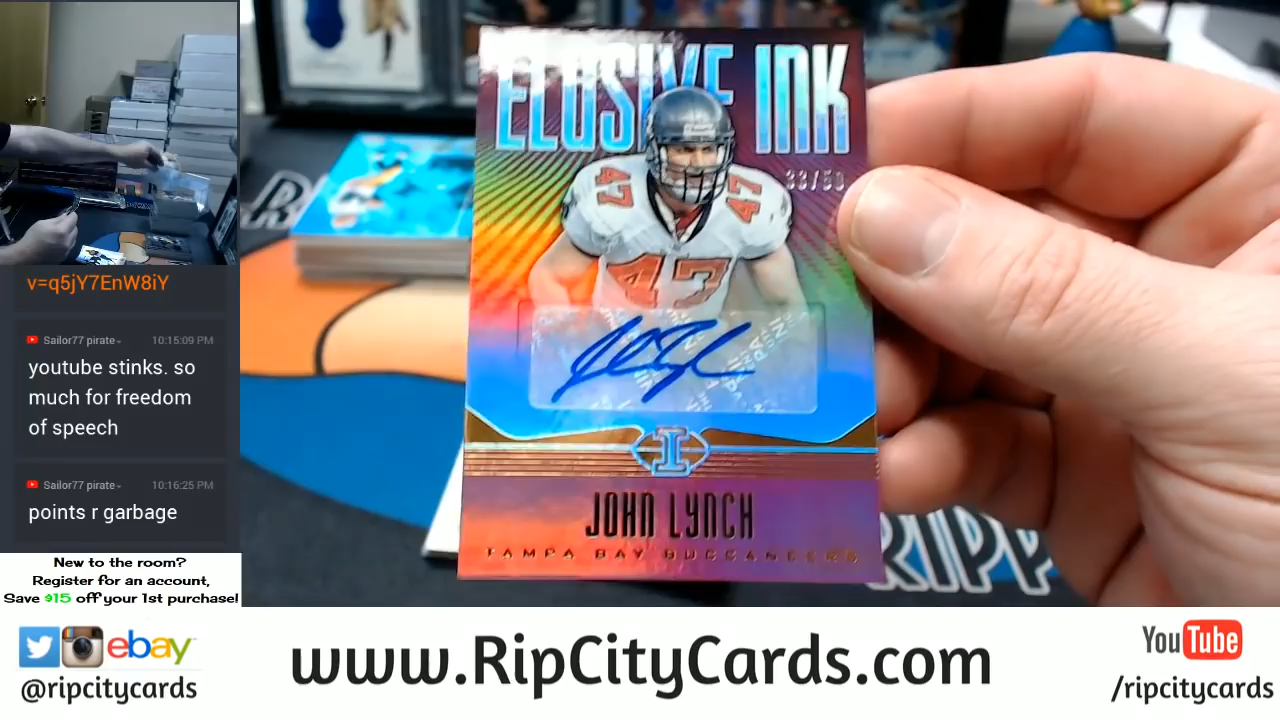 v=q5jY7EnW8iY
Sailor77 pirate 10:15:09 PM
youtube stinks. so
much for freedom
of speech
Sailor77 pirate 10:16:25 PM
points r garbage
New to the room?
Register for an account,
Save $15 off your 1st purchase!
ELUSIVE INK
33/50
47 47
47
JOHN LYNCH
TAMPA BAY BUCCANEERS
RIPP
ebay
@ripcitycards
www.RipCityCards.com
YouTube
/ripcitycards